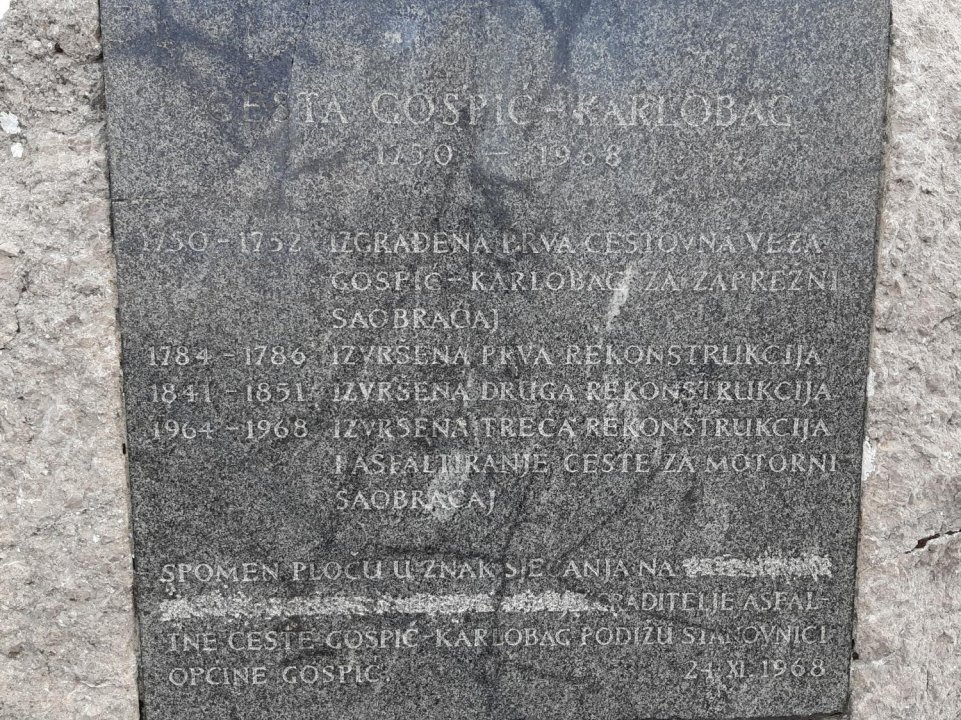 CESTA GOSPIĆ-KARLOBAG
1750 - 1968
1750-1752 IZGRAĐENA PRVA CESTOVNA VEZA
GOSPIĆ-KARLOBAG ZA ZAPREŽNI
SAOBRAĆAJ
1784-1786 IZVRŠENA PRVA REKONSTRUKCIJA
1841-1851 IZVRŠENA DRUGA REKONSTRUKCIJA
1964-1968 IZVRŠENA TREĆA REKONSTRUKCIJA
I ASFALTIRANJE CESTE ZA MOTORNI
SAOBRAĆAJ
SPOMEN PLOČU U ZNAK SJEĆANJA NA
GRADITELJE ASFAL-
TNE CESTE GOSPIĆ-KARLOBAG PODIŽU STANOVNICI
OPĆINE GOSPIĆ. 24.XI.1968